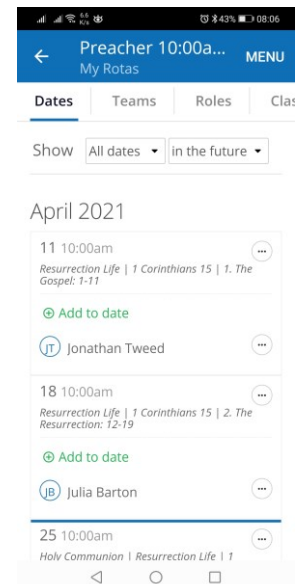 6.6 K/s 43% 08:06
Preacher 10:00a... MENU
My Rotas
Dates Teams Roles Clas
Show All dates in the future
April 2021
11 10:00am
Resurrection Life | 1 Corinthians 15 | 1. The
Gospel: 1-11
Add to date
JT Jonathan Tweed
18 10:00am
Resurrection Life | 1 Corinthians 15 | 2. The
Resurrection: 12-19
Add to date
JB Julia Barton
25 10:00am
Holy Communion | Resurrection Life | 1